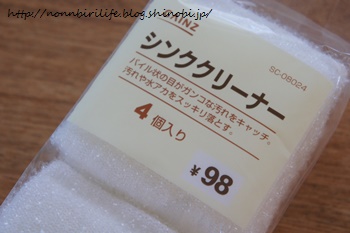 http://nonnbirilife.blog.shinobi.jp/
シンククリーナー
SC-08024
パイル状の目がガンコな汚れをキャッチ。
汚れや水アカをスッキリ落とす。
4個入り
¥98